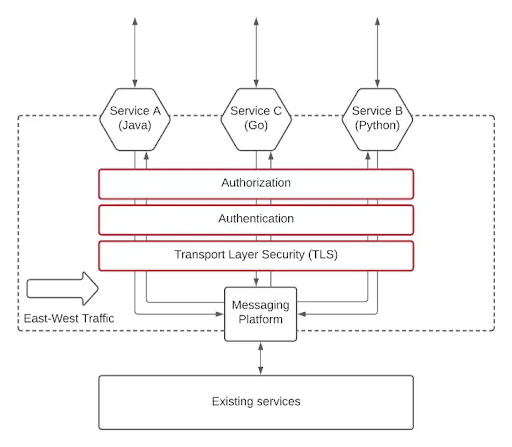 Service A
(Java)
Service C
(Go)
Service B
(Python)
Authorization
Authentication
Transport Layer Security (TLS)
Messaging
Platform
East-West Traffic
Existing services